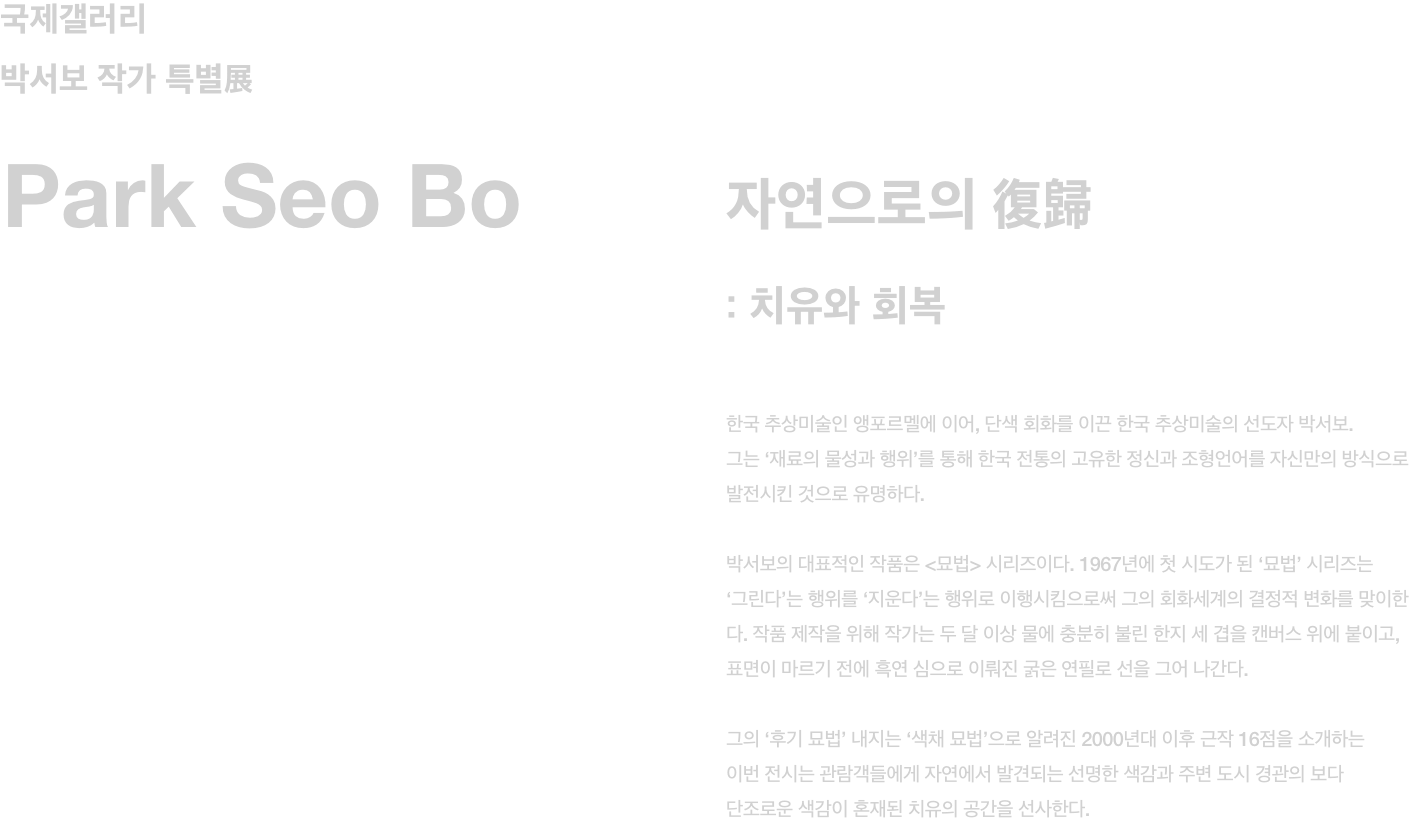 국제갤러리
박서보 작가 특별展
Park Seo Bo
자연으로의 復歸
: 치유와 회복
한국 추상미술인 앵포르멜에 이어, 단색 회화를 이끈 한국 추상미술의 선도자 박서보.
그는 ‘재료의 물성과 행위’를 통해 한국 전통의 고유한 정신과 조형언어를 자신만의 방식으로
발전시킨 것으로 유명하다.
박서보의 대표적인 작품은 <묘법> 시리즈이다. 1967년에 첫 시도가 된 ‘묘법’ 시리즈는
‘그린다’는 행위를 ‘지운다’는 행위로 이행시킴으로써 그의 회화세계의 결정적 변화를 맞이한
다. 작품 제작을 위해 작가는 두 달 이상 물에 충분히 불린 한지 세 겹을 캔버스 위에 붙이고,
표면이 마르기 전에 흑연 심으로 이뤄진 굵은 연필로 선을 그어 나간다.
그의 ‘후기 묘법’ 내지는 ‘색채 묘법’으로 알려진 2000년대 이후 근작 16점을 소개하는
이번 전시는 관람객들에게 자연에서 발견되는 선명한 색감과 주변 도시 경관의 보다
단조로운 색감이 혼재된 치유의 공간을 선사한다.